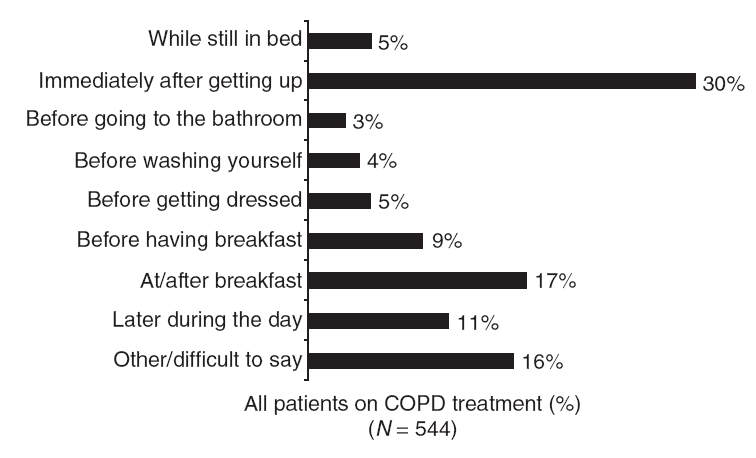 While still in bed 5%
Immediately after getting up 30%
Before going to the bathroom 3%
Before washing yourself 4%
Before getting dressed 5%
Before having breakfast 9%
At/after breakfast 17%
Later during the day 11%
Other/difficult to say 16%
All patients on COPD treatment (%)
(N = 544)